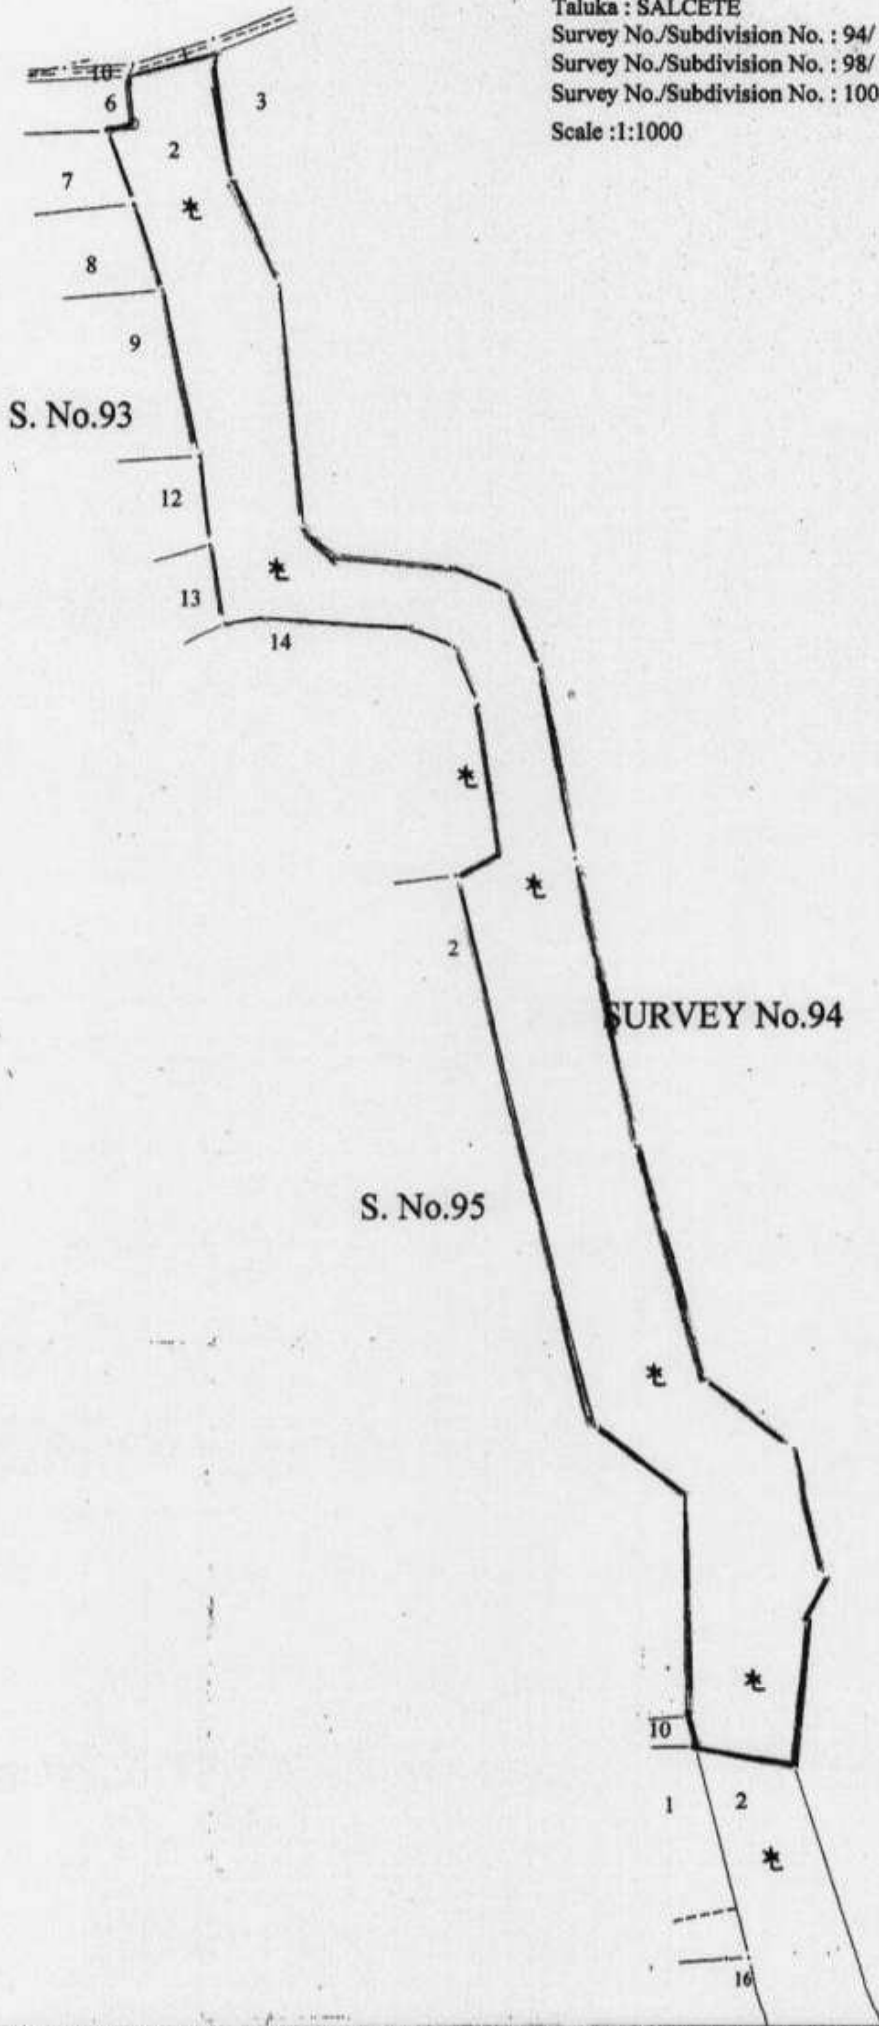 Taluka : SALCETE
Survey No./Subdivision No. : 94/
Survey No./Subdivision No. : 98/
Survey No./Subdivision No. : 100
Scale :1:1000
10
6
3
2
7
8
9
S. No.93
12
13
14
2
SURVEY No.94
S. No.95
10
1
2
16